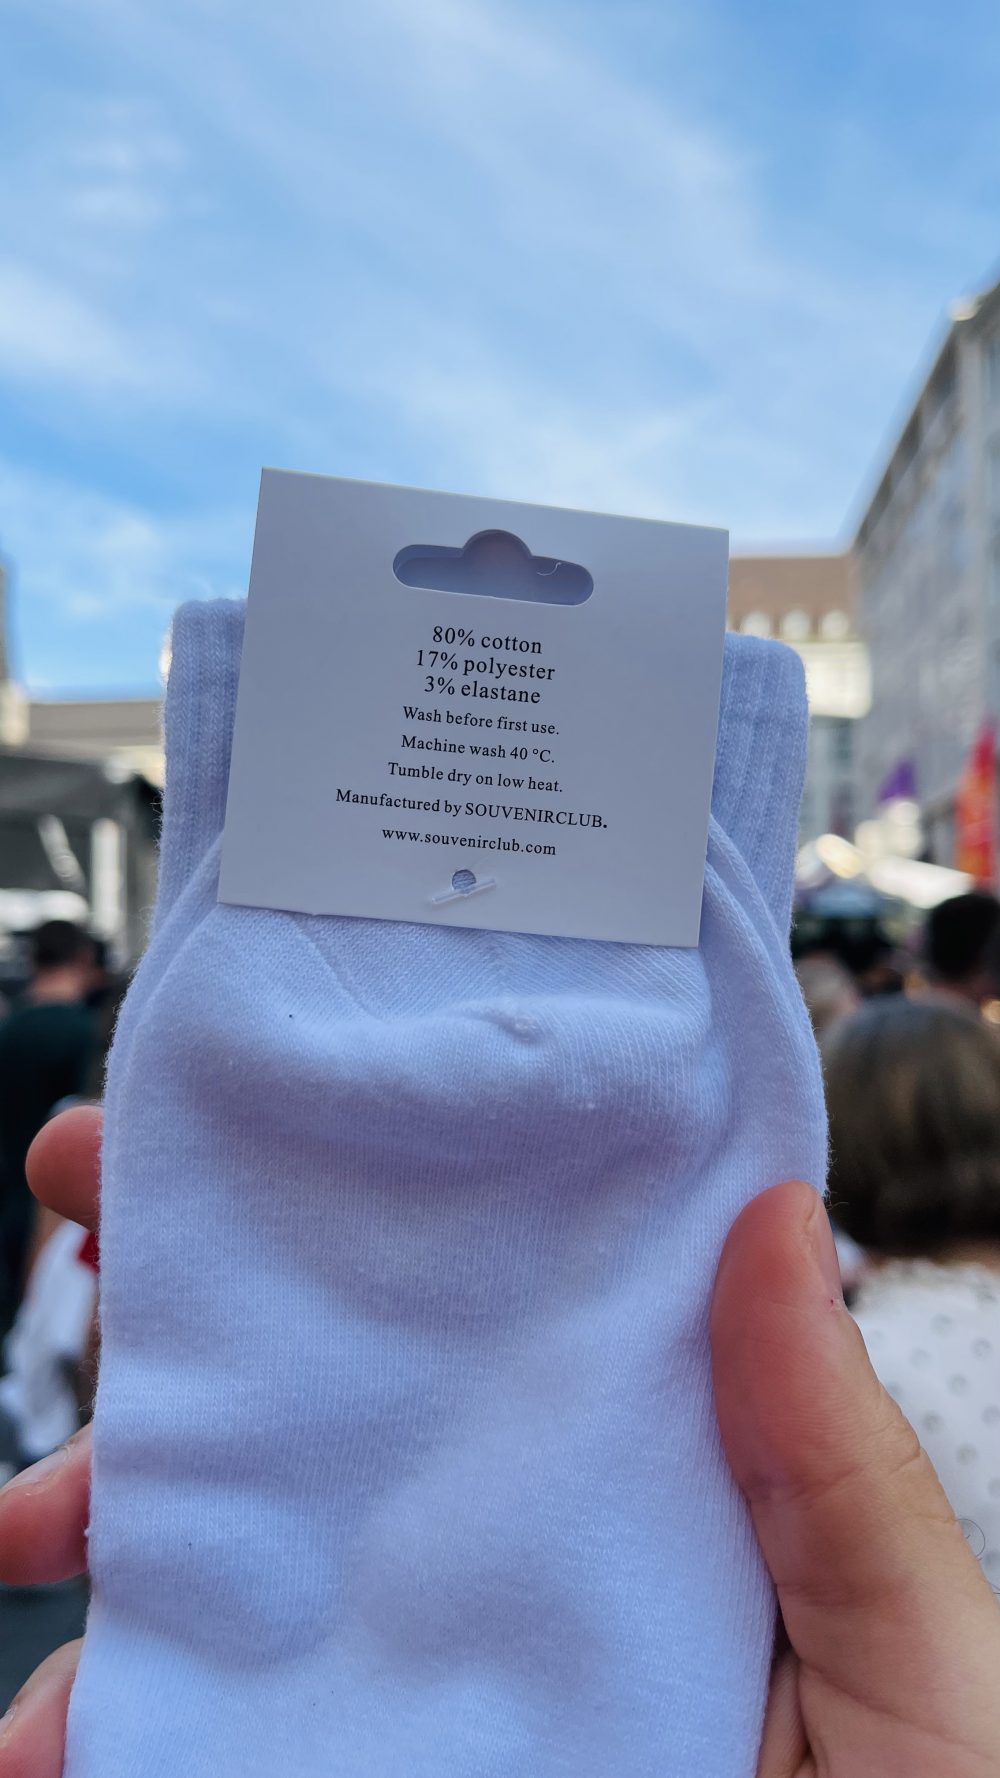 80% cotton
17% polyester
3% elastane
Wash before first use.
Machine wash 40 °C.
Tumble dry on low heat.
Manufactured by SOUVENIRCLUB.
www.souvenirclub.com